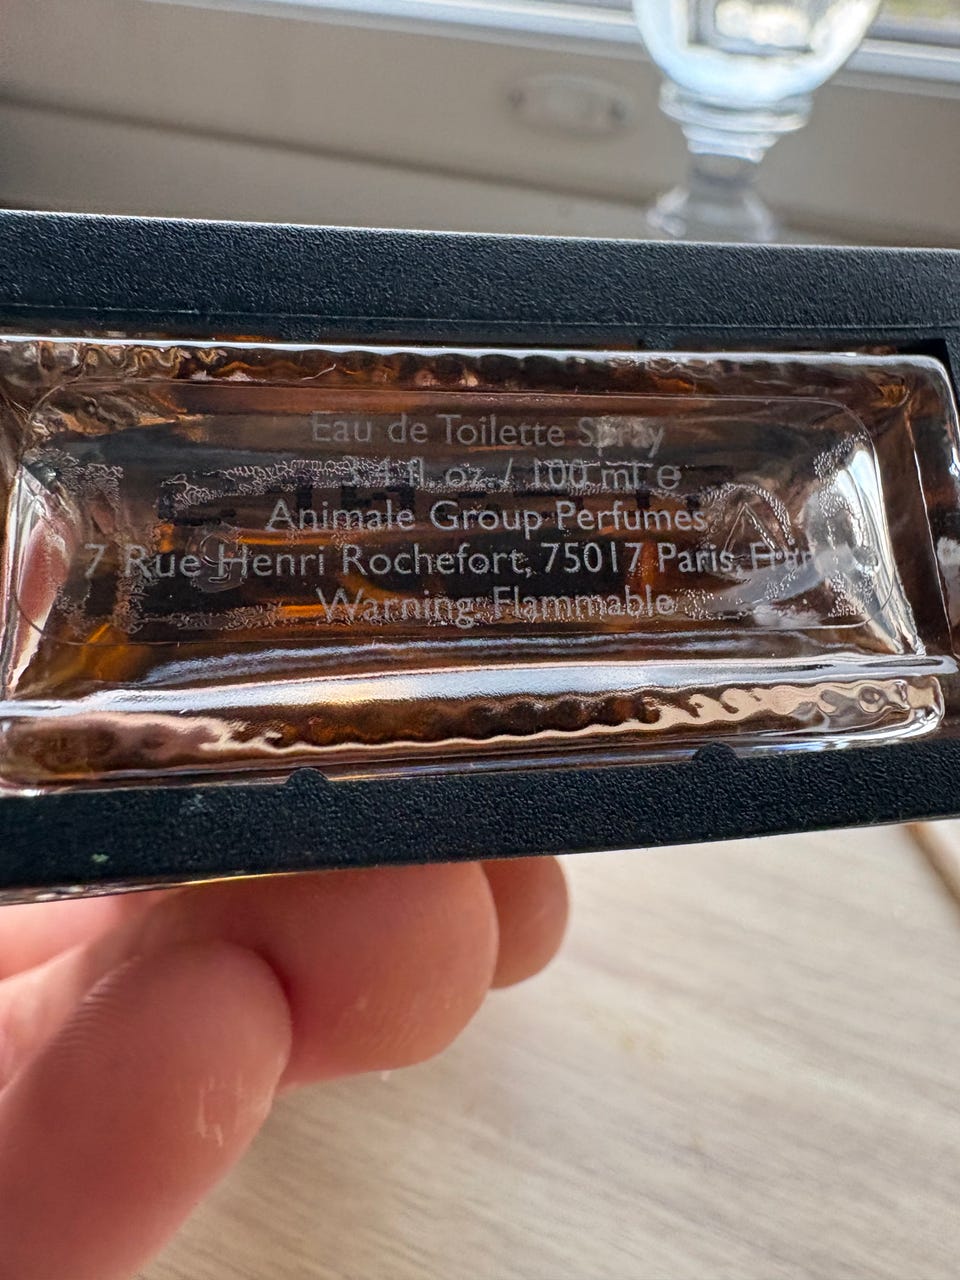 Eau de Toilette Spray
3.4 fl. oz / 100 ml e
Animale Group Perfumes
7 Rue Henri Rochefort, 75017 Paris, France
Warning: Flammable